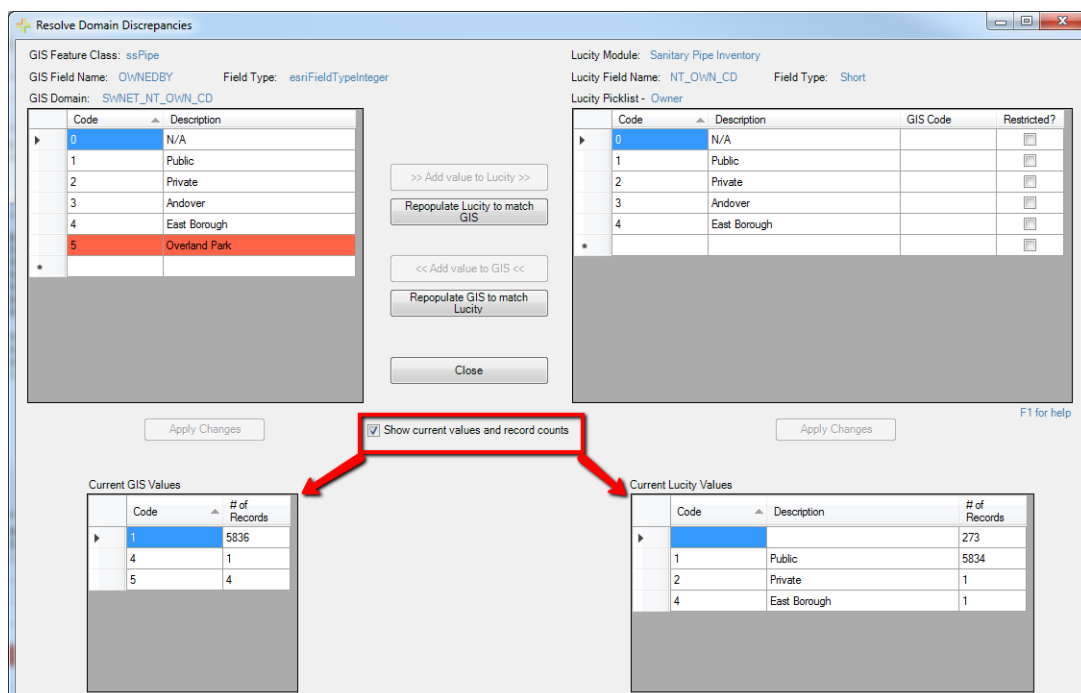 Resolve Domain Discrepancies
GIS Feature Class: ssPipe
Lucity Module: Sanitary Pipe Inventory
GIS Field Name: OWNEDBY Field Type: esriFieldTypeInteger
Lucity Field Name: NT_OWN_CD Field Type: Short
GIS Domain: SWNET_NT_OWN_CD
Lucity Picklist - Owner
Code Description
0 N/A
1 Public
2 Private
3 Andover
4 East Borough
5 Overland Park
*
>> Add value to Lucity >>
Repopulate Lucity to match
GIS
<< Add value to GIS <<
Repopulate GIS to match
Lucity
Close
Code Description GIS Code Restricted?
0 N/A
1 Public
2 Private
3 Andover
4 East Borough
*
F1 for help
Apply Changes
Show current values and record counts
Apply Changes
Current GIS Values
Code # of
Records
1 5836
4 1
5 4
Current Lucity Values
Code Description # of
Records
273
1 Public 5834
2 Private 1
4 East Borough 1